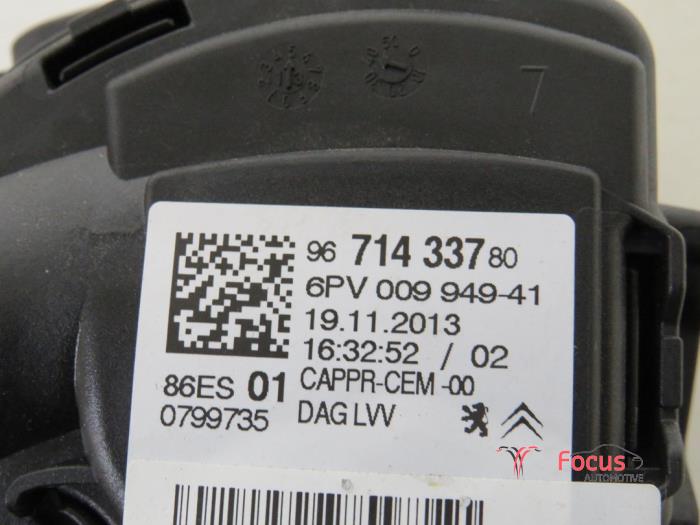 7
96 714 337 80
6PV 009 949-41
19.11.2013
16:32:52 / 02
86ES 01 CAPPR-CEM -00
0799735 DAG LVV
Focus
AUTOMOTIVE